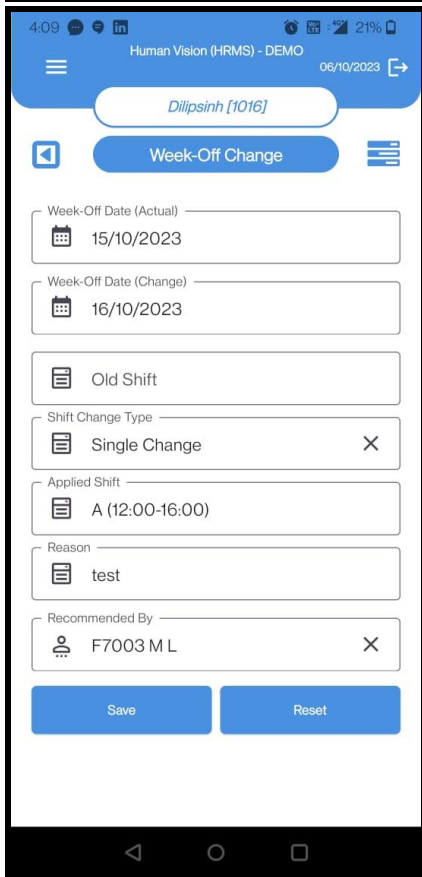 4:09 21%
Human Vision (HRMS) - DEMO
06/10/2023
Dilipsinh [1016]
Week-Off Change
Week-Off Date (Actual)
15/10/2023
Week-Off Date (Change)
16/10/2023
Old Shift
Shift Change Type
Single Change
Applied Shift
A (12:00-16:00)
Reason
test
Recommended By
F7003 M L
Save Reset